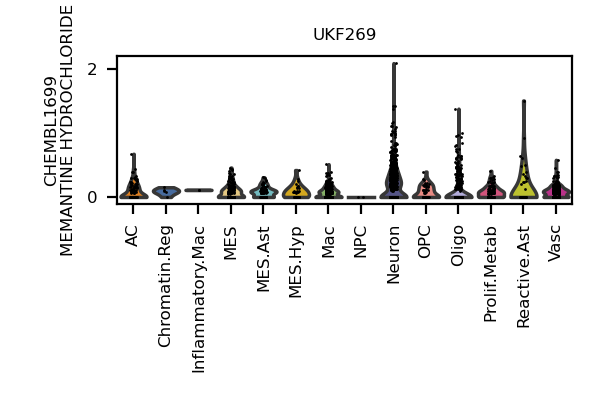 UKF269
CHEMBL1699
MEMANTINE HYDROCHLORIDE
2
0
AC
Chromatin.Reg
Inflammatory.Mac
MES
MES.Ast
MES.Hyp
Mac
NPC
Neuron
OPC
Oligo
Prolif.Metab
Reactive.Ast
Vasc